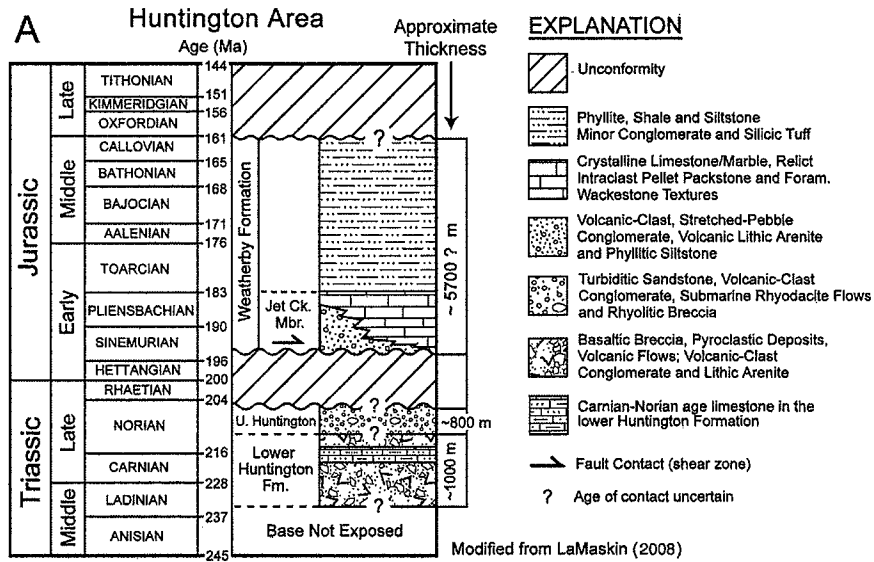 A
Huntington Area
Age (Ma)
Approximate
Thickness
Jurassic
Late
Middle
Early
Triassic
Late
Middle
TITHONIAN
KIMMERIDGIAN
OXFORDIAN
CALLOVIAN
BATHONIAN
BAJOCIAN
AALENIAN
TOARCIAN
PLIENSBACHIAN
SINEMURIAN
HETTANGIAN
RHAETIAN
NORIAN
CARNIAN
LADINIAN
ANISIAN
144
151
156
161
165
168
171
176
183
190
196
200
204
216
228
237
245
Weatherby Formation
Jet Ck.
Mbr.
U. Huntington
Lower
Huntington
Fm.
Base Not Exposed
?
?
?
?
?
~ 5700 ? m
~800 m
~1000 m
EXPLANATION
Unconformity
Phyllite, Shale and Siltstone
Minor Conglomerate and Silicic Tuff
Crystalline Limestone/Marble, Relict
Intraclast Pellet Packstone and Foram.
Wackestone Textures
Volcanic-Clast, Stretched-Pebble
Conglomerate, Volcanic Lithic Arenite
and Phyllitic Siltstone
Turbiditic Sandstone, Volcanic-Clast
Conglomerate, Submarine Rhyodacite Flows
and Rhyolitic Breccia
Basaltic Breccia, Pyroclastic Deposits,
Volcanic Flows; Volcanic-Clast
Conglomerate and Lithic Arenite
Carnian-Norian age limestone in the
lower Huntington Formation
Fault Contact (shear zone)
? Age of contact uncertain
Modified from LaMaskin (2008)